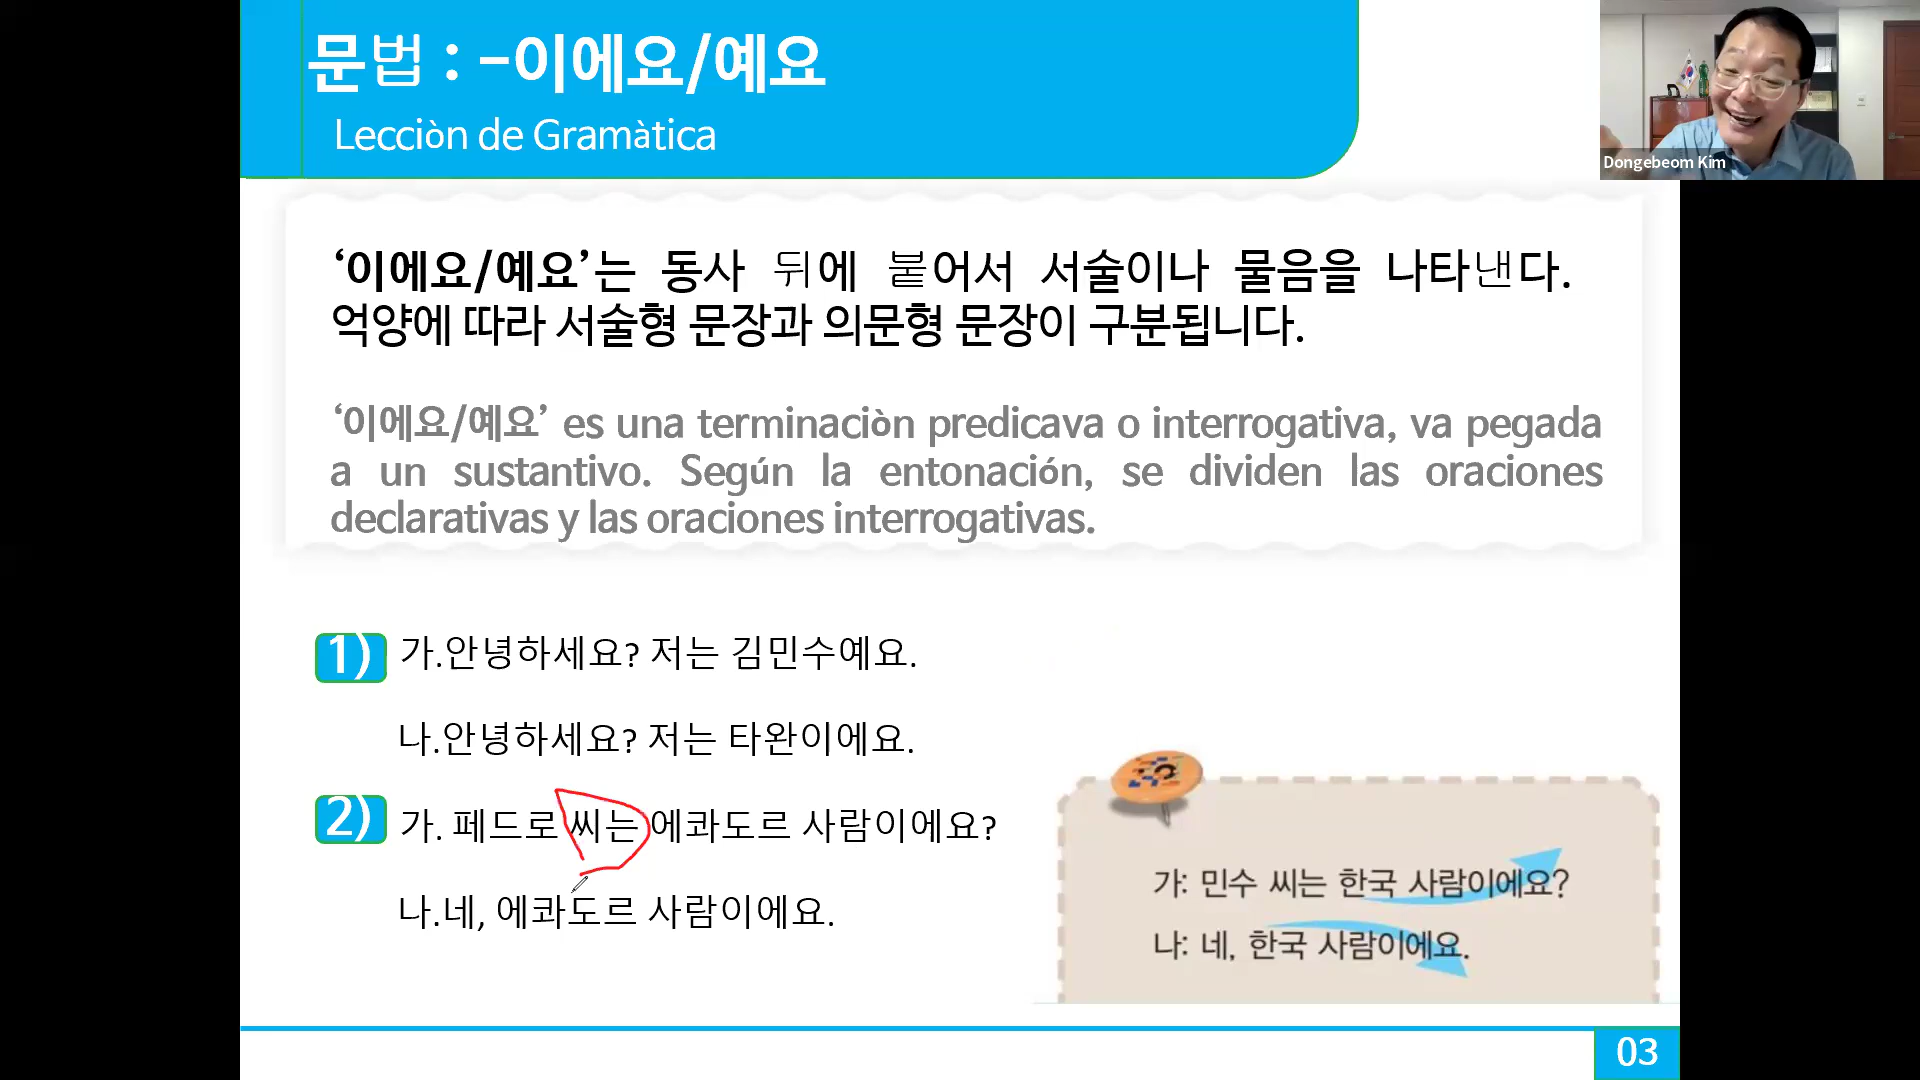 문법 : -이에요/예요
Lecciòn de Gramàtica
Dongebeom Kim
‘이에요/예요’는 동사 뒤에 붙어서 서술이나 물음을 나타낸다.
억양에 따라 서술형 문장과 의문형 문장이 구분됩니다.
‘이에요/예요’ es una terminaciòn predicava o interrogativa, va pegada
a un sustantivo. Según la entonación, se dividen las oraciones
declarativas y las oraciones interrogativas.
1) 가.안녕하세요? 저는 김민수예요.
나.안녕하세요? 저는 타완이에요.
2) 가. 페드로 씨는 에콰도르 사람이에요?
나.네, 에콰도르 사람이에요.
가: 민수 씨는 한국 사람이에요?
나: 네, 한국 사람이에요.
03